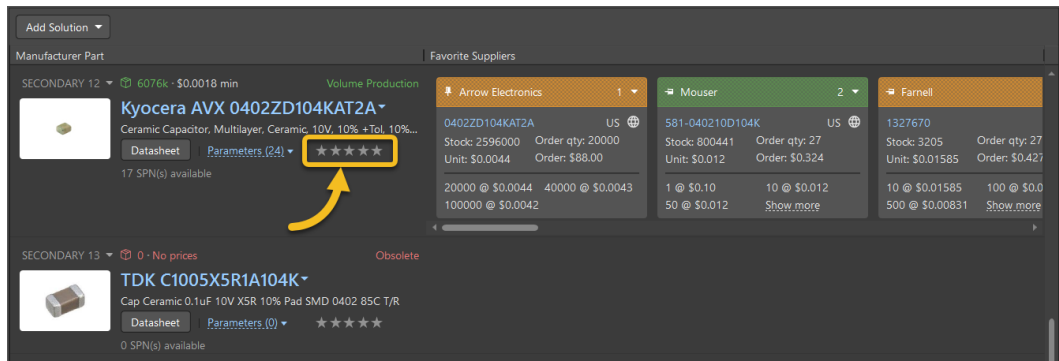 Add Solution
Manufacturer Part
Favorite Suppliers
SECONDARY 12 6076k · $0.0018 min Volume Production
Kyocera AVX 0402ZD104KAT2A
Ceramic Capacitor, Multilayer, Ceramic, 10V, 10% +Tol, 10%...
Datasheet Parameters (24)
17 SPN(s) available
Arrow Electronics 1
0402ZD104KAT2A US
Stock: 2596000 Order qty: 20000
Unit: $0.0044 Order: $88.00
20000 @ $0.0044 40000 @ $0.0043
100000 @ $0.0042
Mouser 2
581-040210D104K US
Stock: 800441 Order qty: 27
Unit: $0.012 Order: $0.324
1 @ $0.10 10 @ $0.012
50 @ $0.012 Show more
Farnell
1327670
Stock: 3205 Order qty: 27
Unit: $0.01585 Order: $0.427
10 @ $0.01585 100 @ $0.0
500 @ $0.00831 Show more
SECONDARY 13 0 · No prices Obsolete
TDK C1005X5R1A104K
Cap Ceramic 0.1uF 10V X5R 10% Pad SMD 0402 85C T/R
Datasheet Parameters (0)
0 SPN(s) available